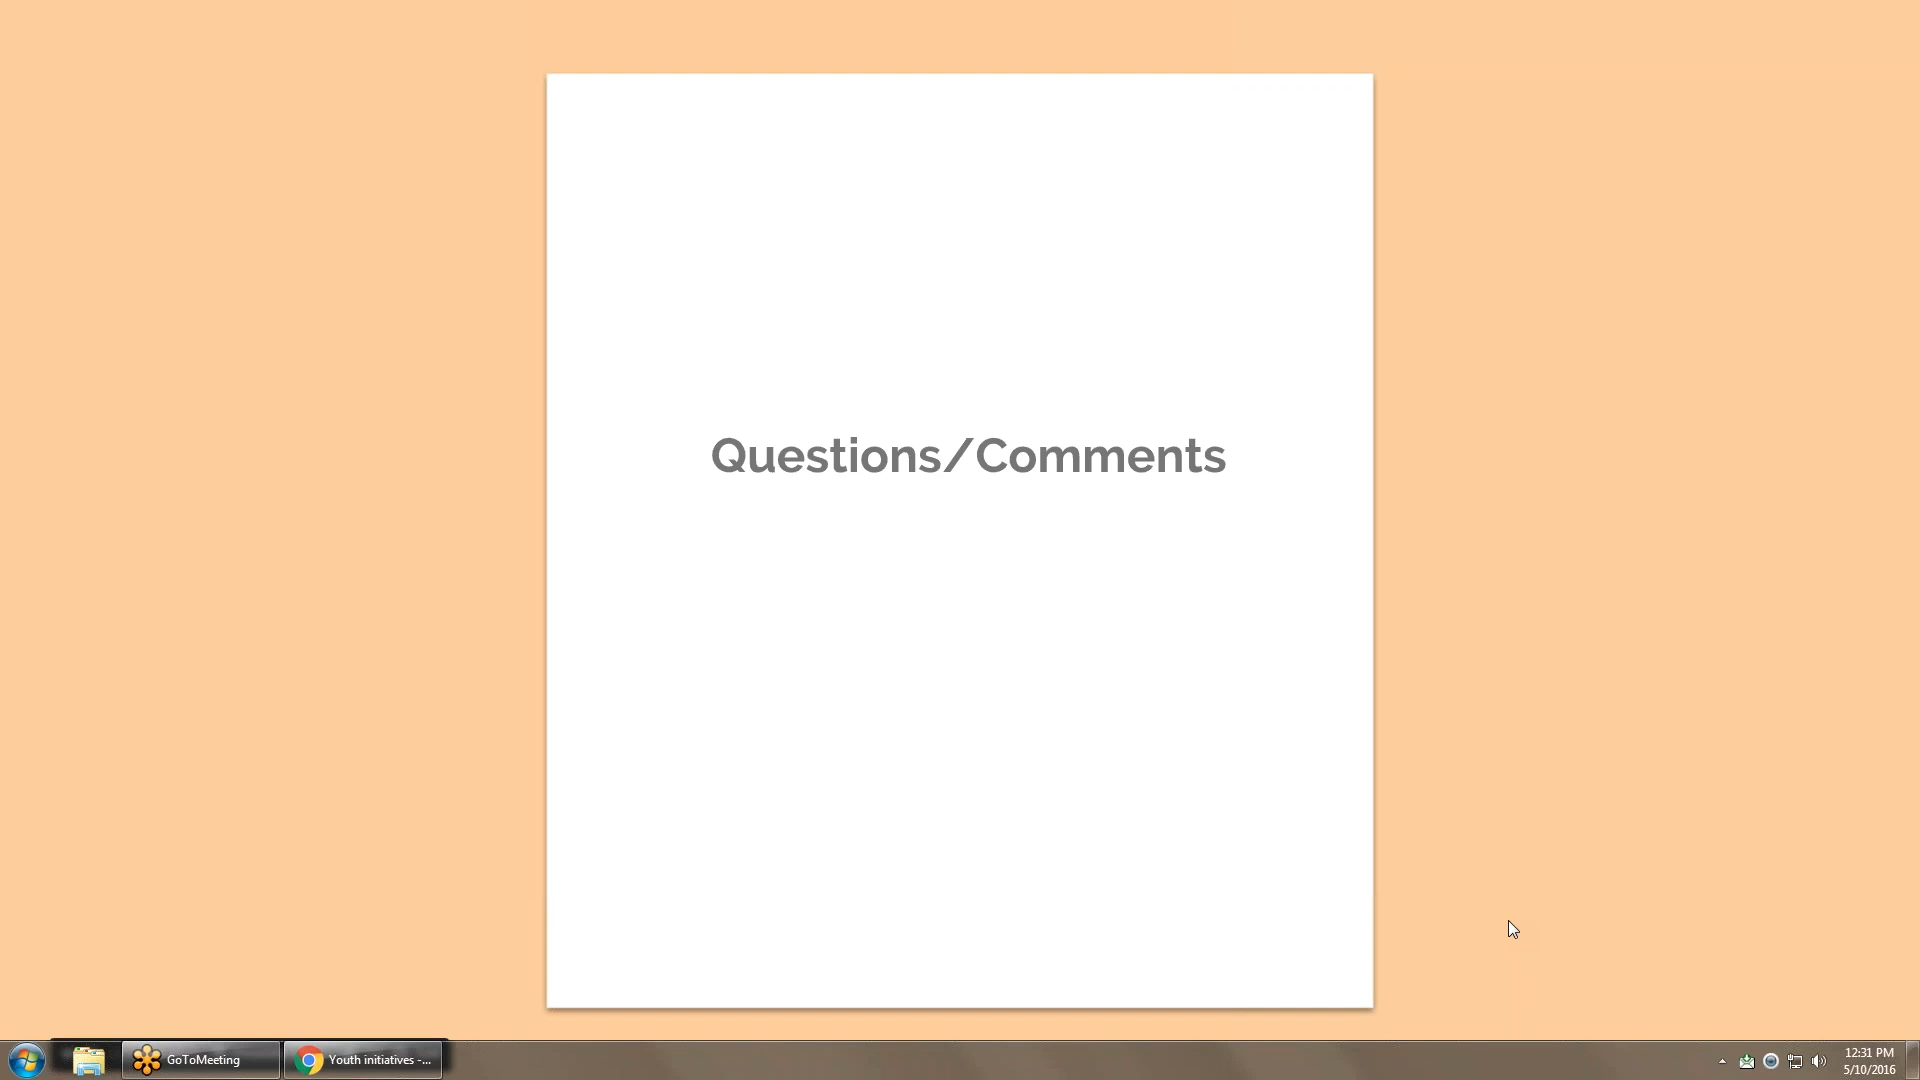 Questions/Comments
GoToMeeting
Youth initiatives -...
12:31 PM
5/10/2016